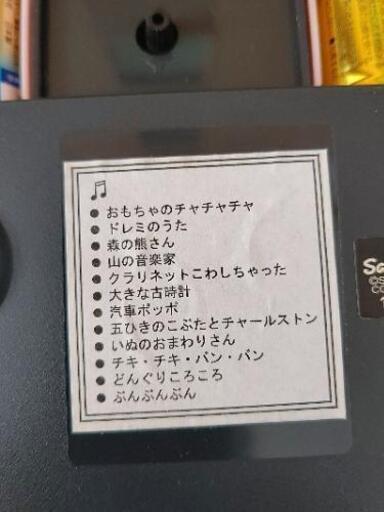 ♫
● おもちゃのチャチャチャ
● ドレミのうた
● 森の熊さん
● 山の音楽家
● クラリネットこわしちゃった
● 大きな古時計
● 汽車ポッポ
● 五ひきのこぶたとチャールストン
● いぬのおまわりさん
● チキ・チキ・バン・バン
● どんぐりころころ
● ぶんぶんぶん